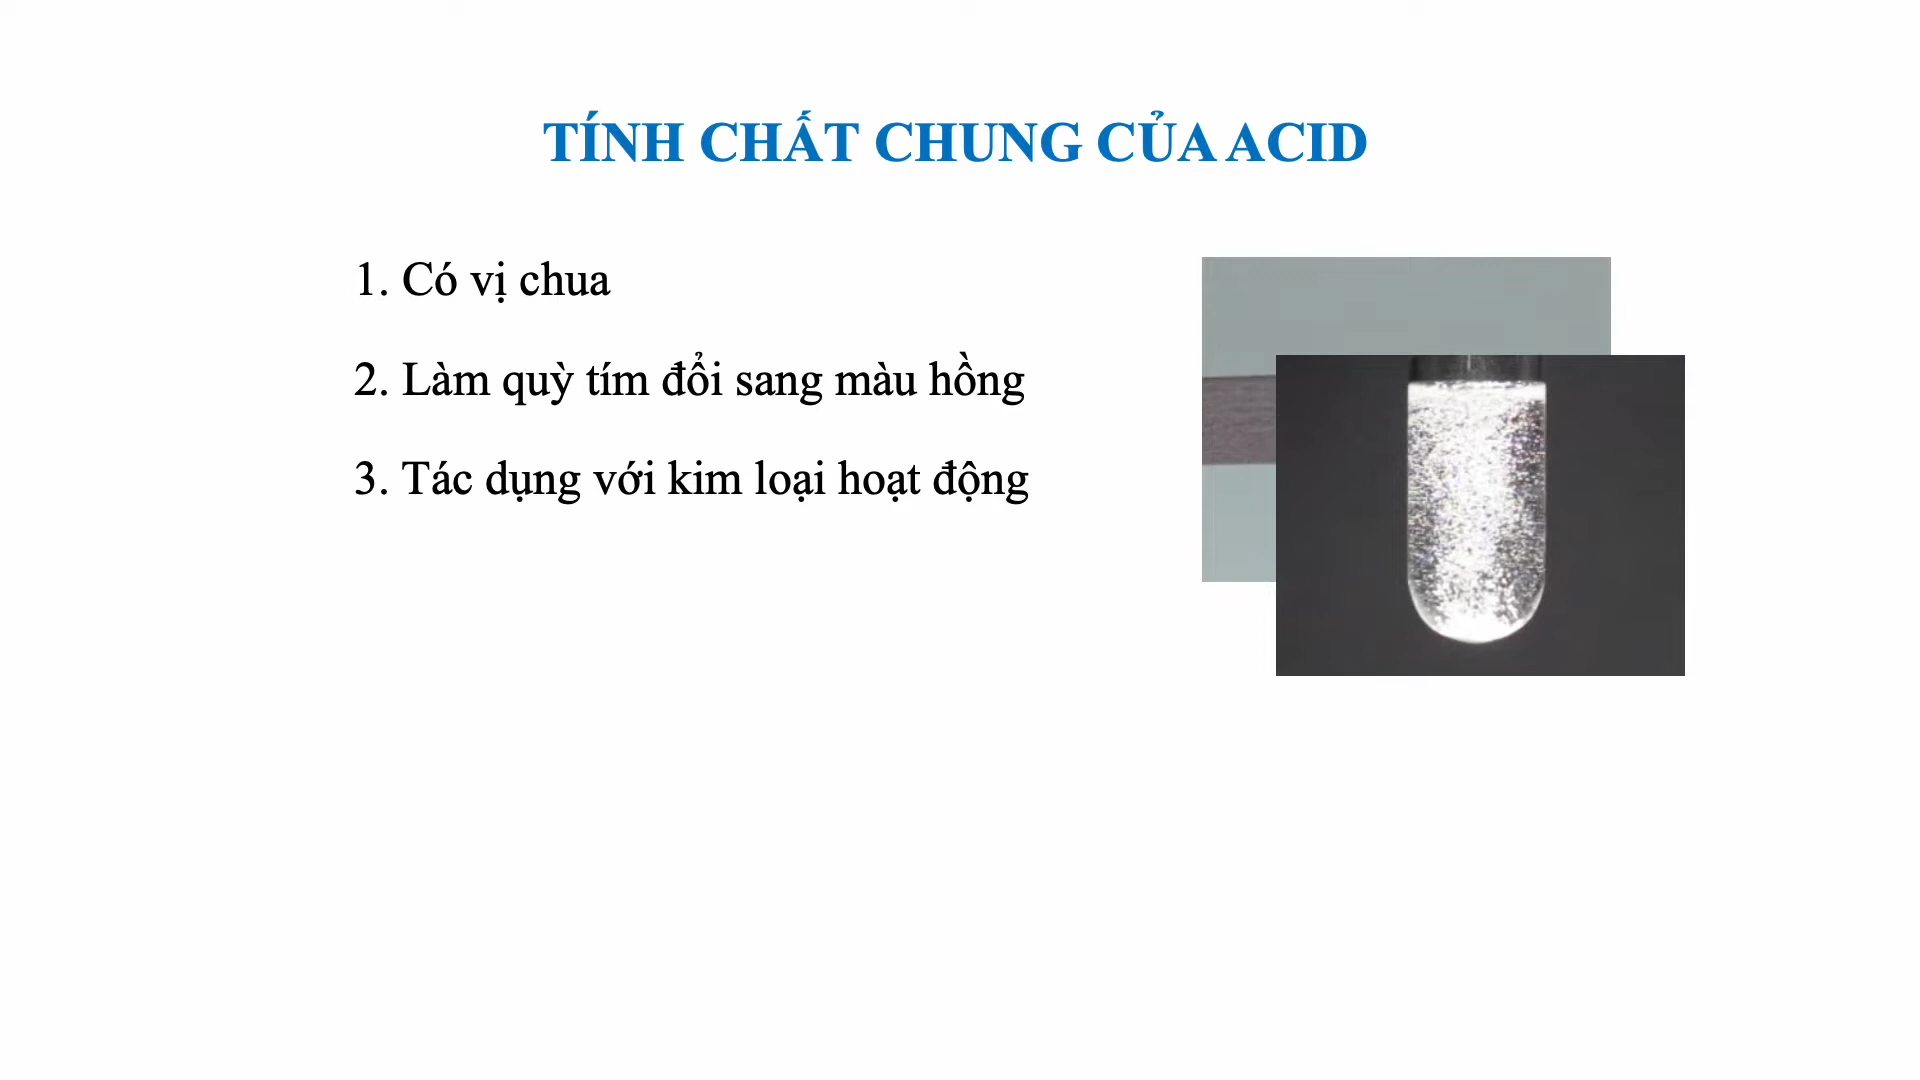 TÍNH CHẤT CHUNG CỦA ACID
1. Có vị chua
2. Làm quỳ tím đổi sang màu hồng
3. Tác dụng với kim loại hoạt động